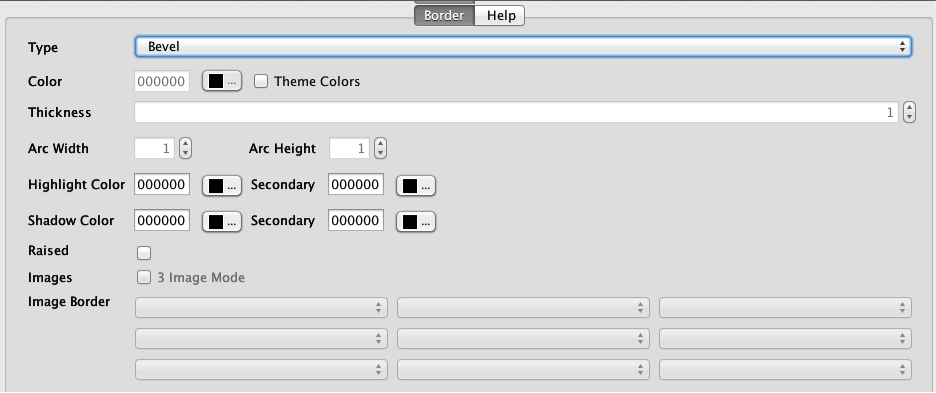 Border Help
Type Bevel
Color 000000 ... Theme Colors
Thickness 1
Arc Width 1 Arc Height 1
Highlight Color 000000 ... Secondary 000000 ...
Shadow Color 000000 ... Secondary 000000 ...
Raised
Images 3 Image Mode
Image Border